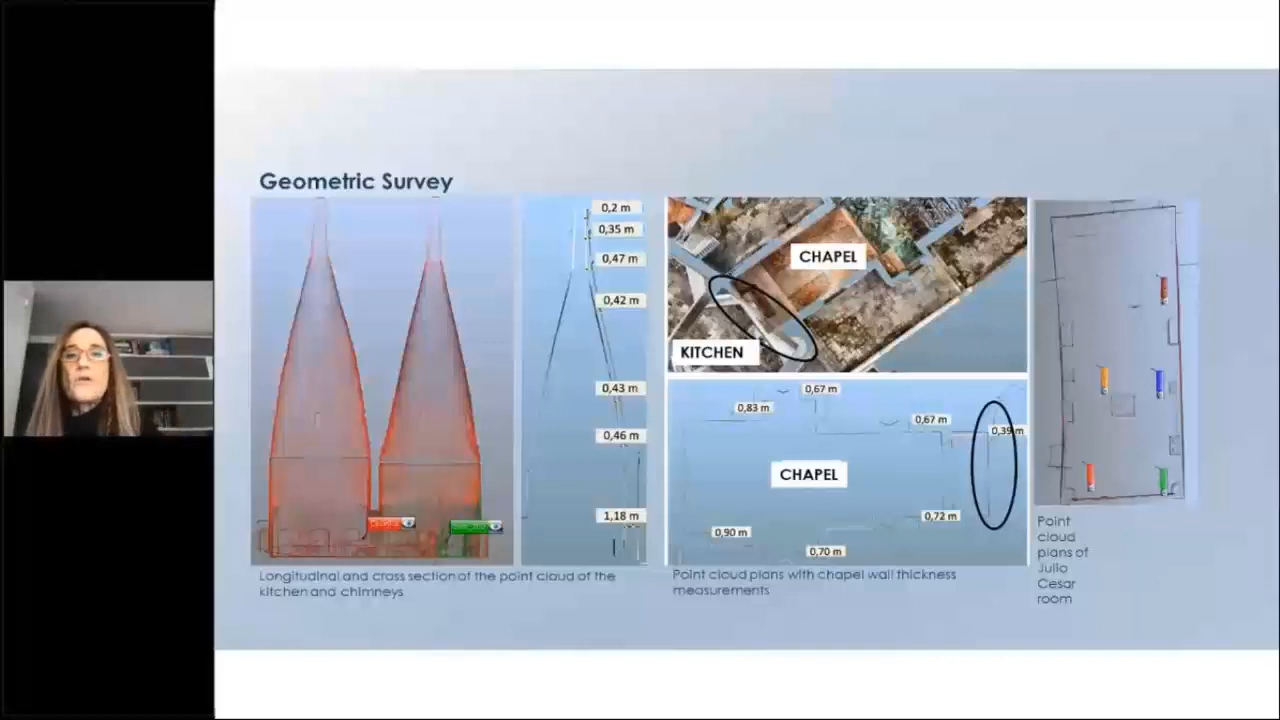 Geometric Survey
0,2 m
0,35 m
0,47 m
0,42 m
0,43 m
0,46 m
1,18 m
Longitudinal and cross section of the point cloud of the
kitchen and chimneys
CHAPEL
KITCHEN
0,67 m
0,83 m
0,67 m
0,39 m
CHAPEL
0,72 m
0,90 m
0,70 m
Point cloud plans with chapel wall thickness
measurements
Point
cloud
plans of
Julio
Cesar
room